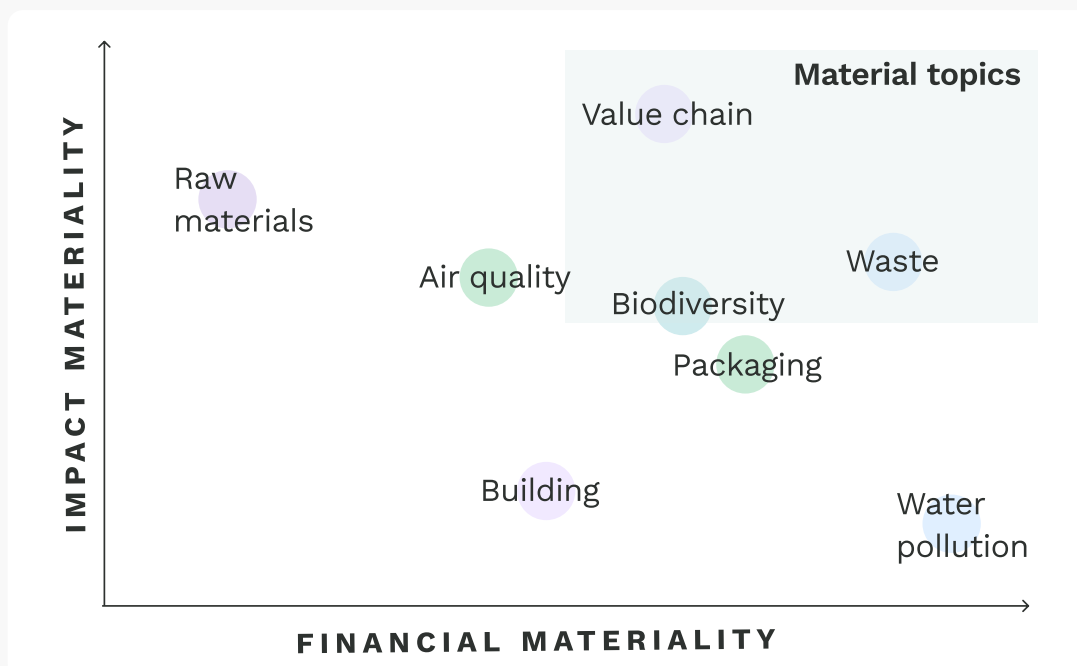 Material topics
Value chain
Raw
materials
Waste
Air quality
Biodiversity
Packaging
Building
Water
pollution
IMPACT MATERIALITY
FINANCIAL MATERIALITY